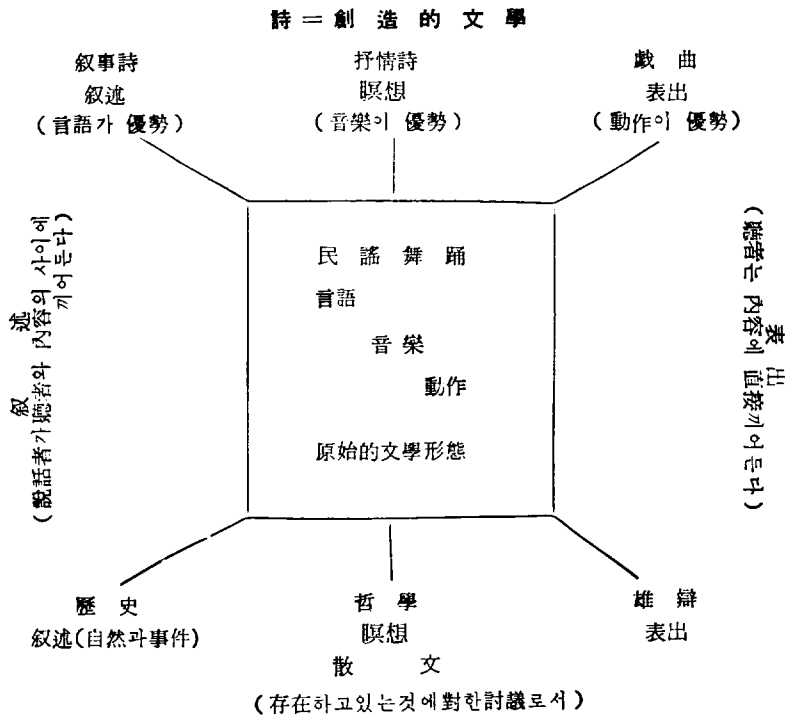 詩=創造的文學
叙事詩
叙述
(言語가 優勢)
抒情詩
瞑想
(音樂이 優勢)
戱曲
表出
(動作이 優勢)
叙述
(說話者가聽者와 內容의 사이에
끼어든다)
民謠舞踊
言語
音樂
動作
原始的文學形態
表出
(聽者는 內容에 直接끼어든다)
歷史
叙述(自然과事件)
哲學
瞑想
雄辯
表出
散文
(存在하고있는것에對한討議로서)